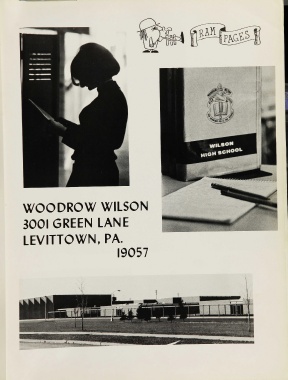 RAM PAGES
WILSON
HIGH SCHOOL
WOODROW WILSON
3001 GREEN LANE
LEVITTOWN, PA.
19057